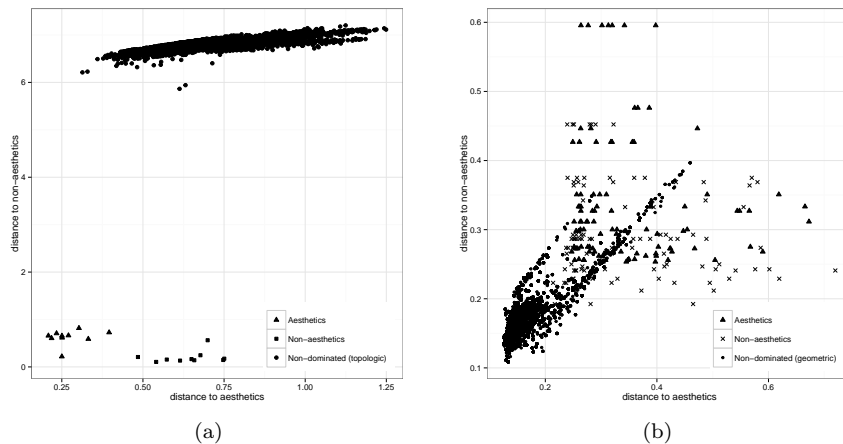 distance to non−aesthetics
6
4
2
0
0.25
0.50
0.75
1.00
1.25
distance to aesthetics
Aesthetics
Non−aesthetics
Non−dominated (topologic)
(a)
distance to non−aesthetics
0.6
0.5
0.4
0.3
0.2
0.1
0.2
0.4
0.6
distance to aesthetics
Aesthetics
Non−aesthetics
Non−dominated (geometric)
(b)